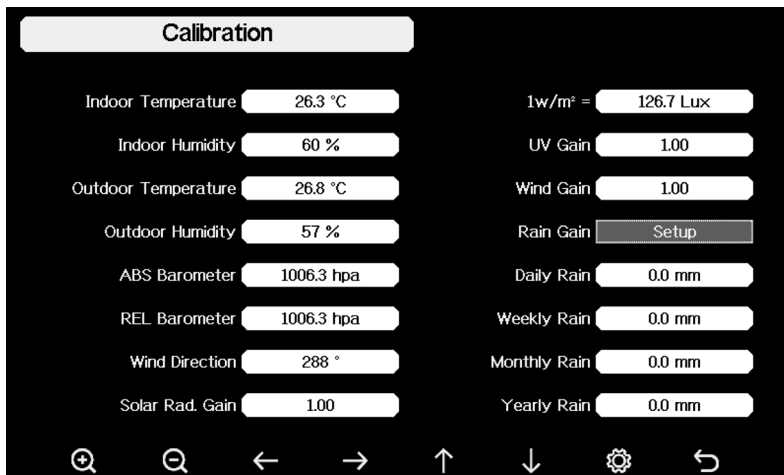 Calibration
Indoor Temperature 26.3 °C
Indoor Humidity 60 %
Outdoor Temperature 26.8 °C
Outdoor Humidity 57 %
ABS Barometer 1006.3 hpa
REL Barometer 1006.3 hpa
Wind Direction 288 °
Solar Rad. Gain 1.00
1w/m² = 126.7 Lux
UV Gain 1.00
Wind Gain 1.00
Rain Gain Setup
Daily Rain 0.0 mm
Weekly Rain 0.0 mm
Monthly Rain 0.0 mm
Yearly Rain 0.0 mm